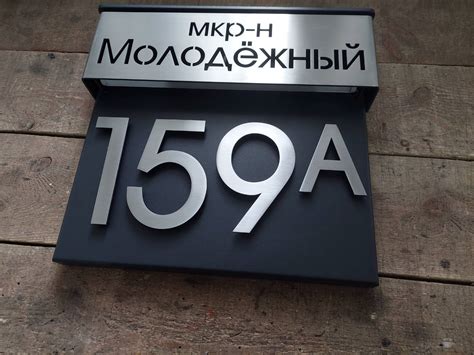 мкр-н
Молодёжный
159А